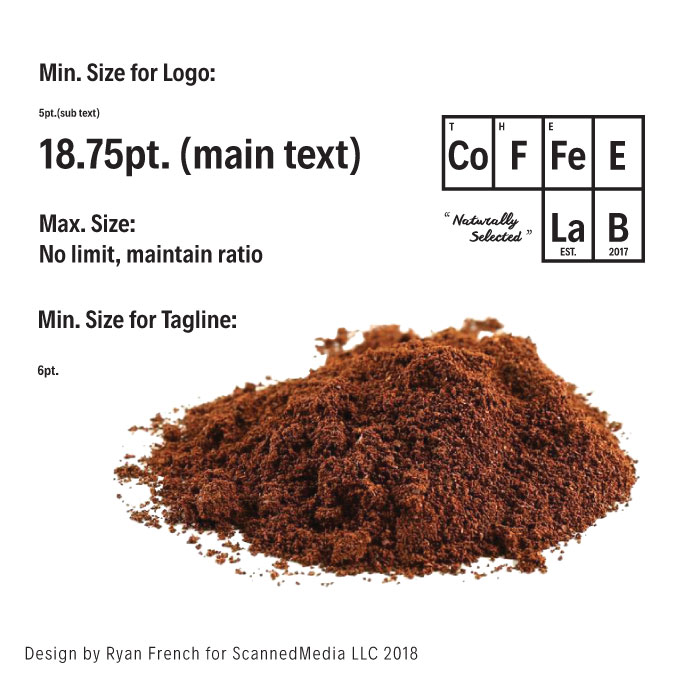 Min. Size for Logo:
5pt.(sub text)
18.75pt. (main text)
Max. Size:
No limit, maintain ratio
Min. Size for Tagline:
6pt.
T H E
Co F Fe E
“Naturally
Selected”
La B
EST. 2017
Design by Ryan French for ScannedMedia LLC 2018